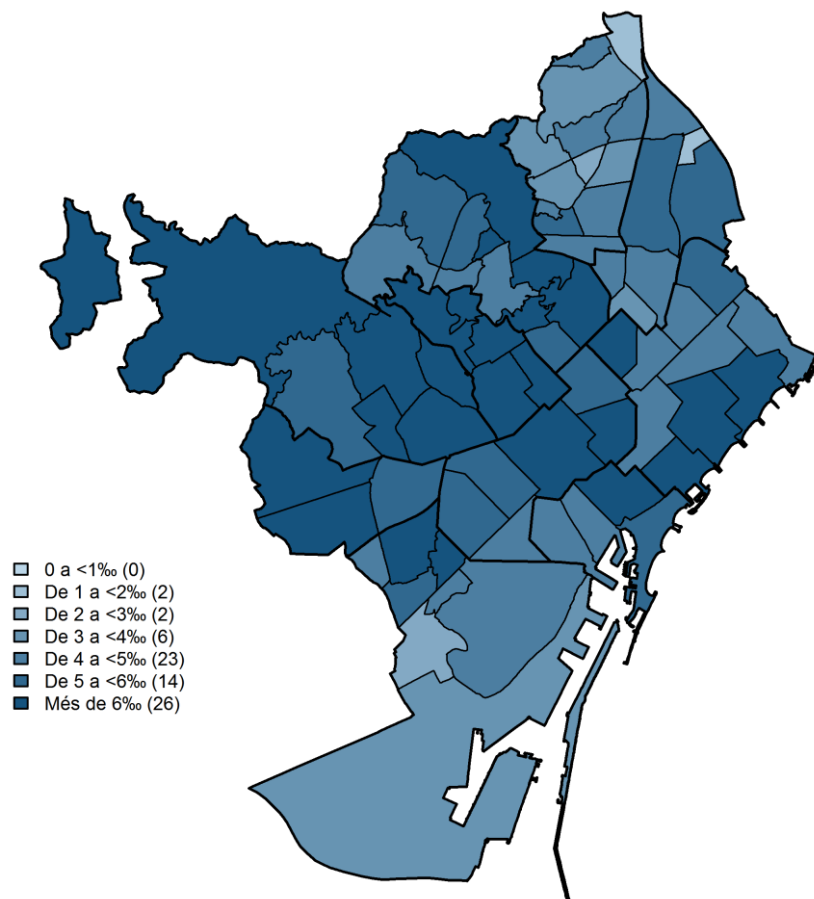 0 a <1‰ (0)
De 1 a <2‰ (2)
De 2 a <3‰ (2)
De 3 a <4‰ (6)
De 4 a <5‰ (23)
De 5 a <6‰ (14)
Més de 6‰ (26)